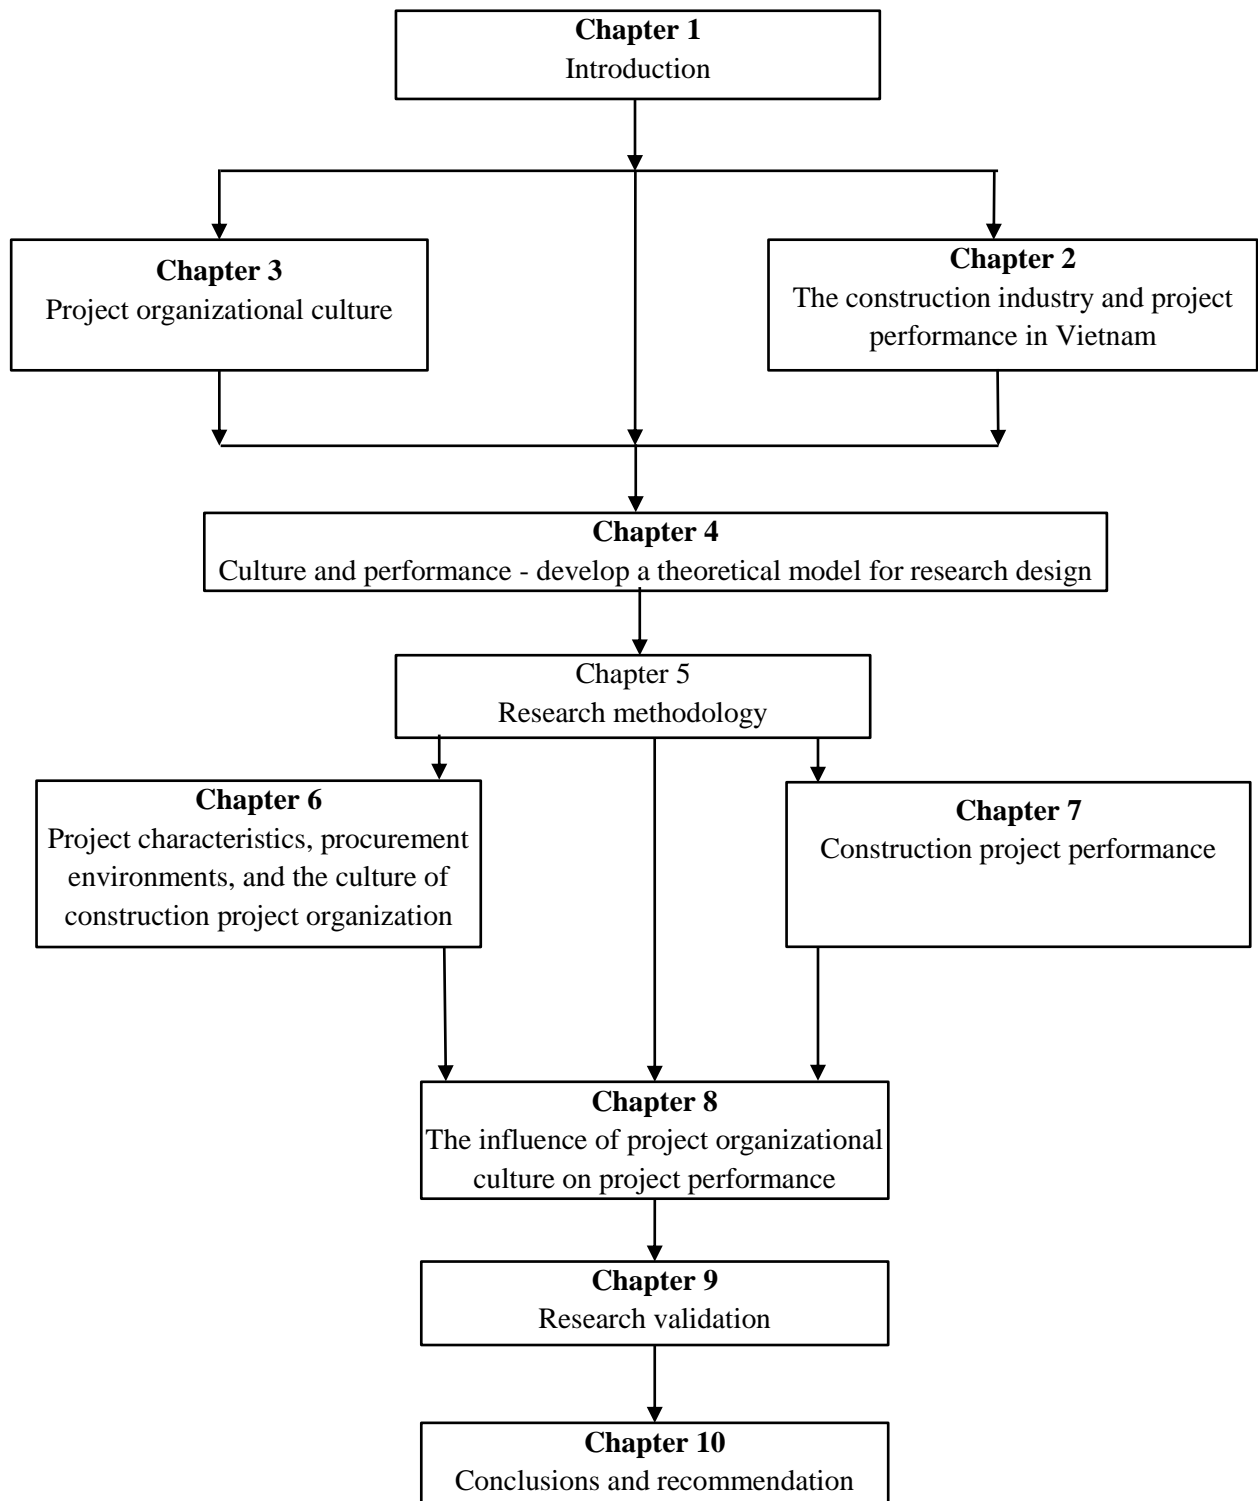 Chapter 1
Introduction
Chapter 3
Project organizational culture
Chapter 2
The construction industry and project
performance in Vietnam
Chapter 4
Culture and performance - develop a theoretical model for research design
Chapter 5
Research methodology
Chapter 6
Project characteristics, procurement
environments, and the culture of
construction project organization
Chapter 7
Construction project performance
Chapter 8
The influence of project organizational
culture on project performance
Chapter 9
Research validation
Chapter 10
Conclusions and recommendation